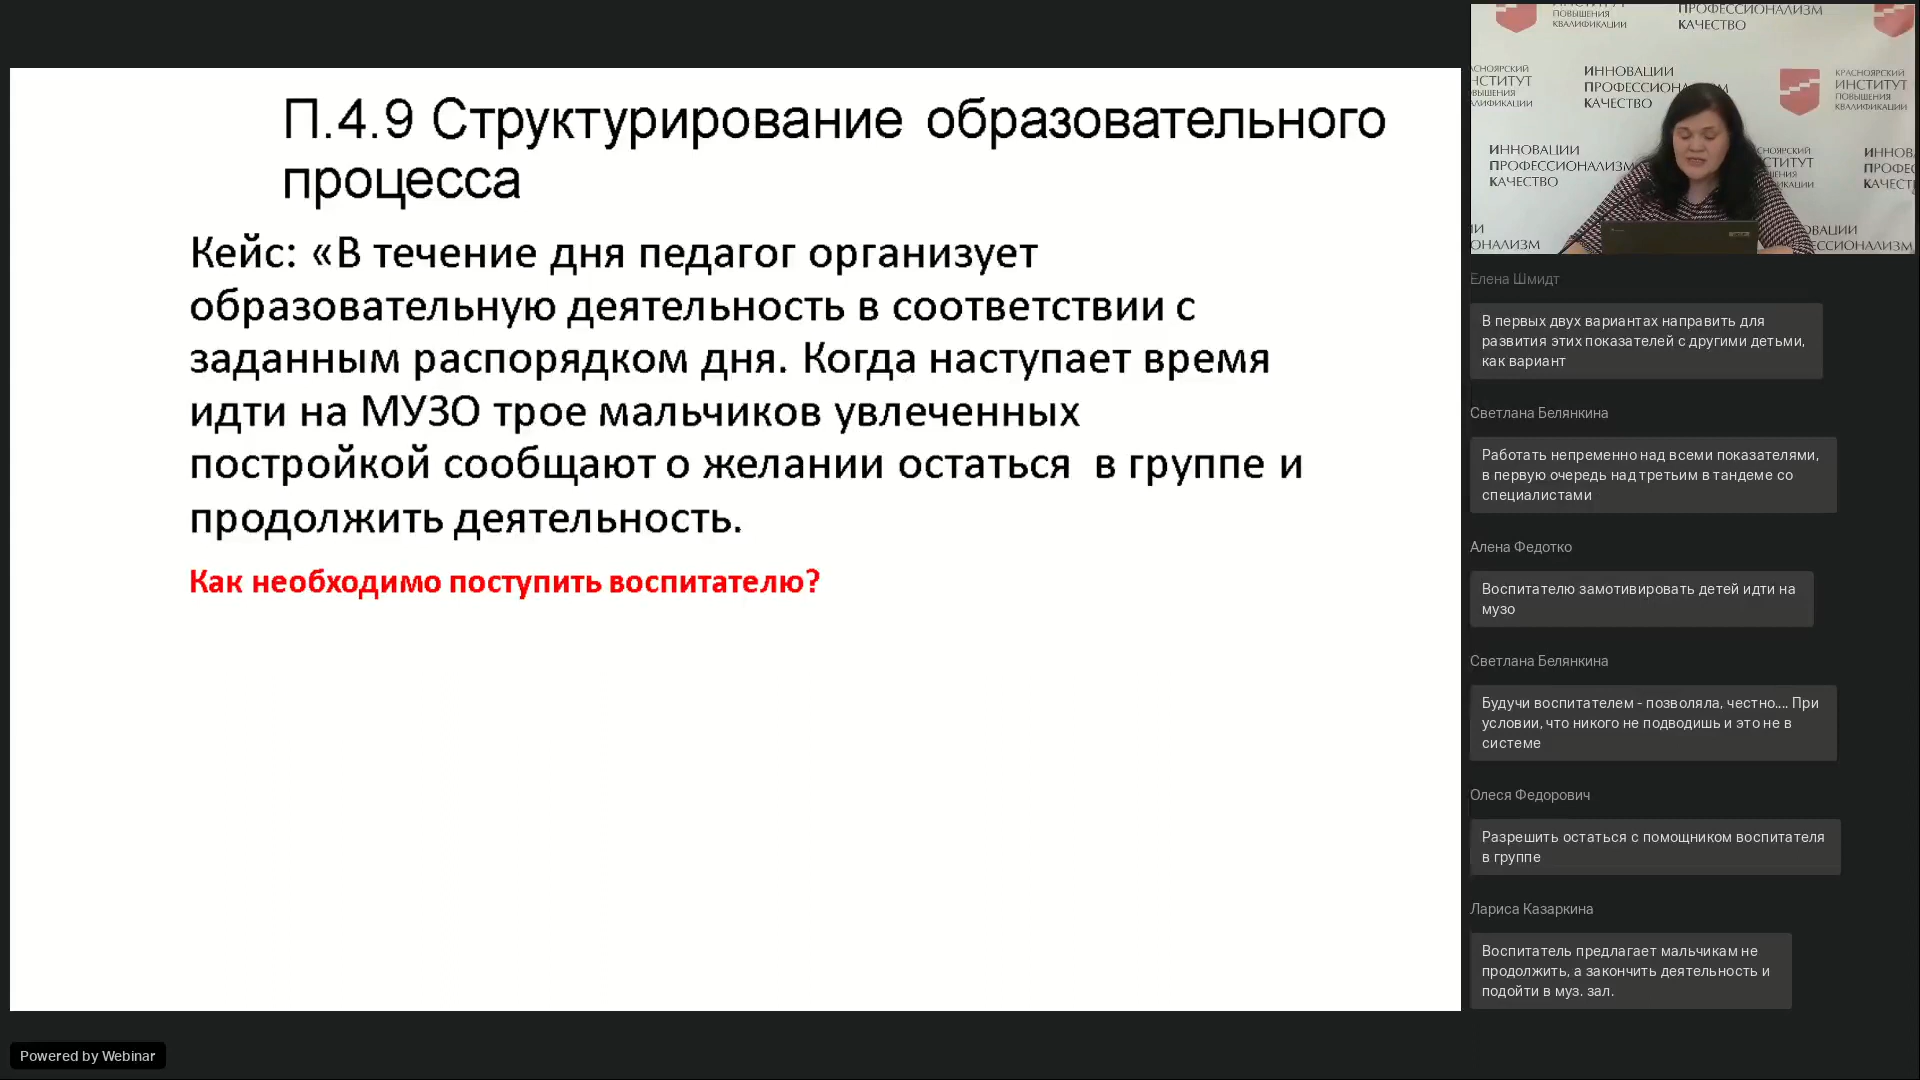 П.4.9 Структурирование образовательного
процесса
Кейс: «В течение дня педагог организует
образовательную деятельность в соответствии с
заданным распорядком дня. Когда наступает время
идти на МУЗО трое мальчиков увлеченных
постройкой сообщают о желании остаться в группе и
продолжить деятельность.
Как необходимо поступить воспитателю?
Powered by Webinar
ПОВЫШЕНИЯ
КВАЛИФИКАЦИИ
ПРОФЕССИОНАЛИЗМ
КАЧЕСТВО
ИННОВАЦИИ
КАЧЕСТВО
КРАСНОЯРСКИЙ
ИНСТИТУТ
ПОВЫШЕНИЯ
КВАЛИФИКАЦИИ
ИННОВАЦИИ
ПРОФЕССИОНАЛИЗМ
КАЧЕСТВО
Елена Шмидт
В первых двух вариантах направить для
развития этих показателей с другими детьми,
как вариант
Светлана Белянкина
Работать непременно над всеми показателями,
в первую очередь над третьим в тандеме со
специалистами
Алена Федотко
Воспитателю замотивировать детей идти на
музо
Светлана Белянкина
Будучи воспитателем - позволяла, честно.... При
условии, что никого не подводишь и это не в
системе
Олеся Федорович
Разрешить остаться с помощником воспитателя
в группе
Лариса Казаркина
Воспитатель предлагает мальчикам не
продолжить, а закончить деятельность и
подойти в муз. зал.